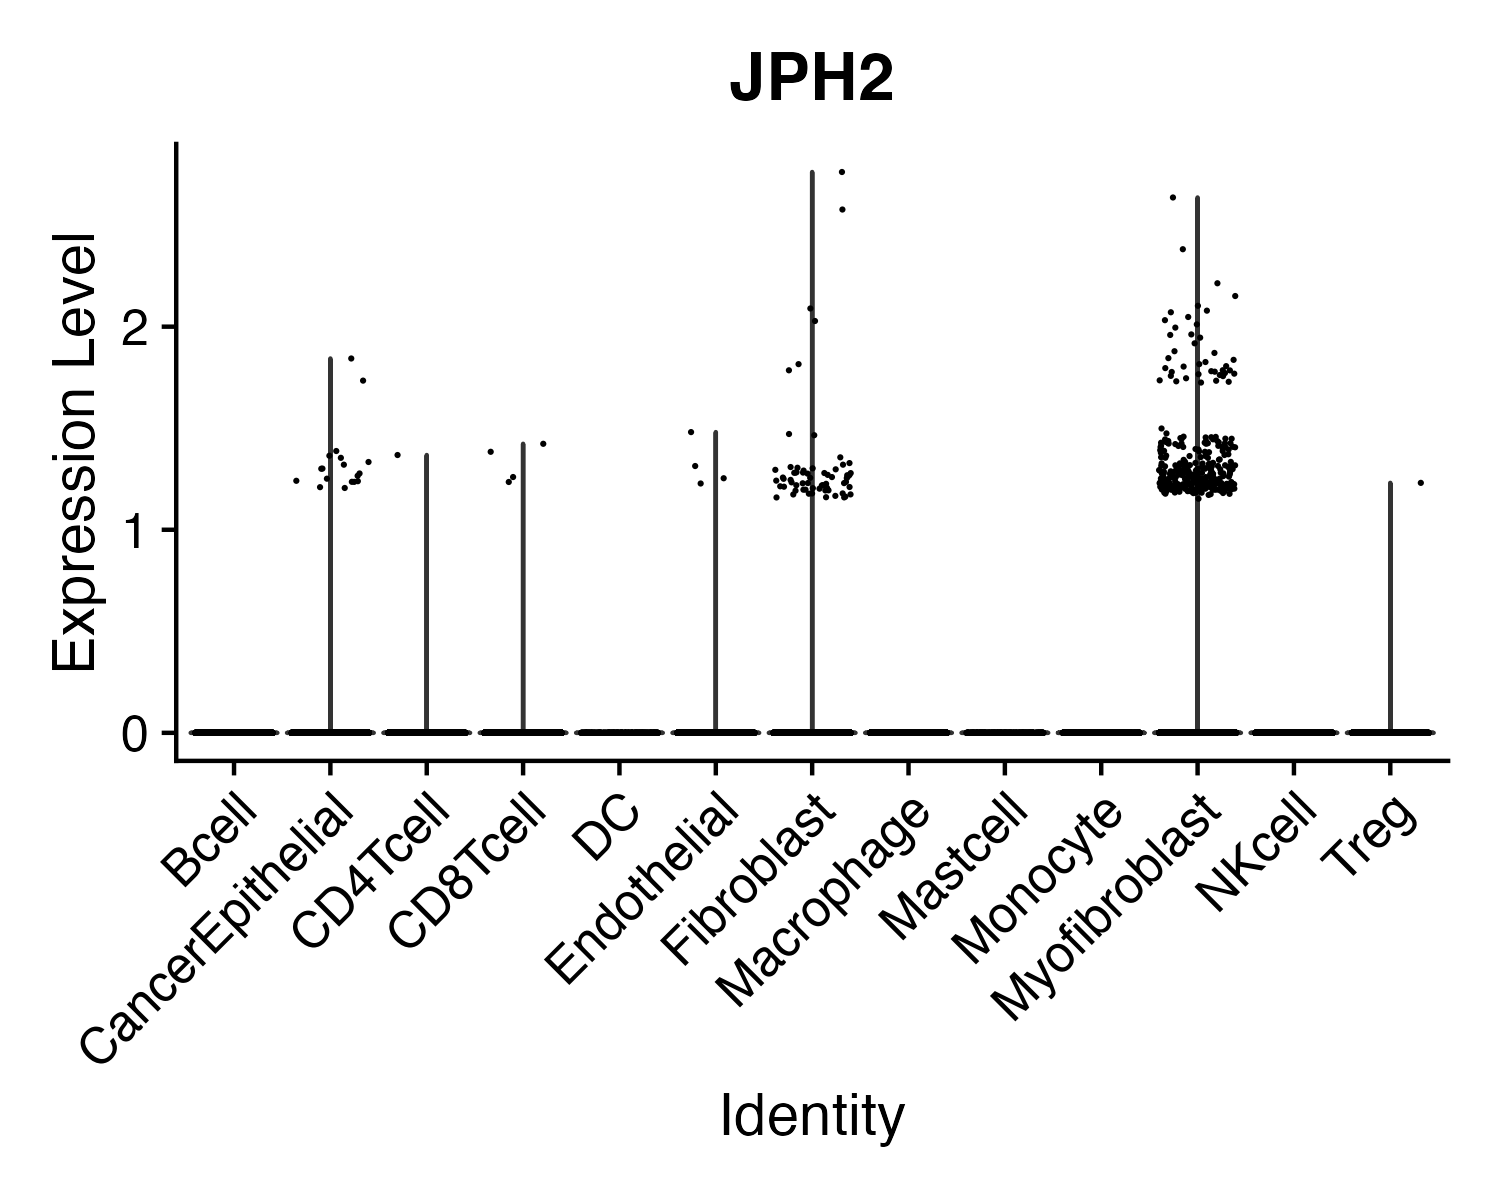 JPH2
Expression Level
2
1
0
Bcell
CancerEpithelial
CD4Tcell
CD8Tcell
DC
Endothelial
Fibroblast
Macrophage
Mastcell
Monocyte
Myofibroblast
NKcell
Treg
Identity